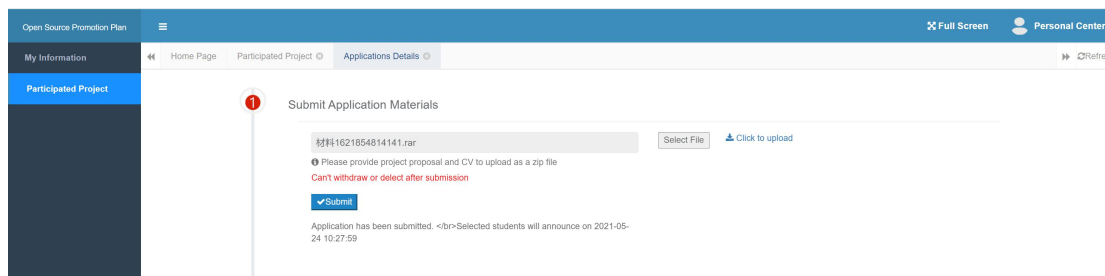 Open Source Promotion Plan
Full Screen
Personal Center
My Information
Home Page
Participated Project
Applications Details
Participated Project
1
Submit Application Materials
材料1621854814141.rar
Select File
Click to upload
Please provide project proposal and CV to upload as a zip file
Can't withdraw or delect after submission
Submit
Application has been submitted. </br>Selected students will announce on 2021-05-
24 10:27:59